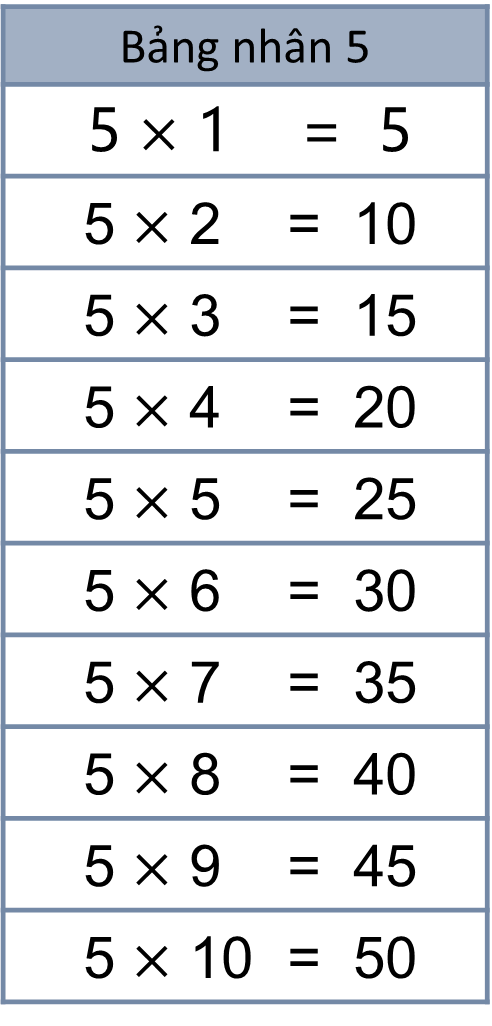 Bảng nhân 5
5 × 1 = 5
5 × 2 = 10
5 × 3 = 15
5 × 4 = 20
5 × 5 = 25
5 × 6 = 30
5 × 7 = 35
5 × 8 = 40
5 × 9 = 45
5 × 10 = 50